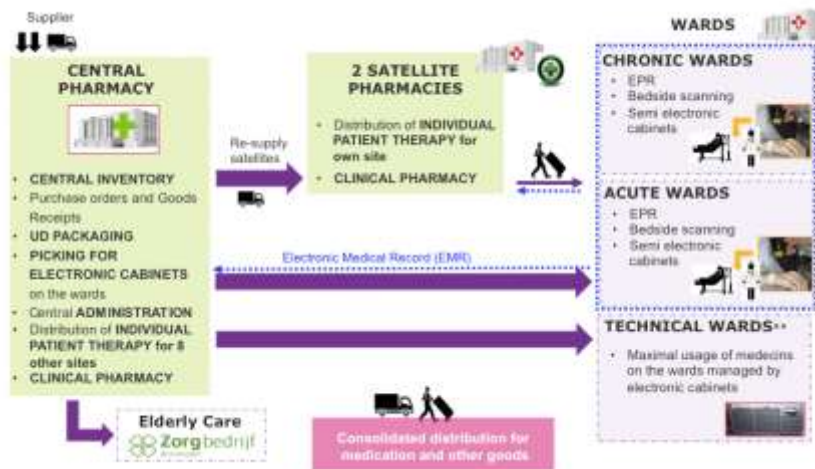 Supplier
CENTRAL
PHARMACY
• CENTRAL INVENTORY
• Purchase orders and Goods
Receipts
• UD PACKAGING
• PICKING FOR
ELECTRONIC CABINETS
on the wards
• Central ADMINISTRATION
• Distribution of INDIVIDUAL
PATIENT THERAPY for 8
other sites
• CLINICAL PHARMACY
Re-supply
satellites
2 SATELLITE
PHARMACIES
• Distribution of INDIVIDUAL
PATIENT THERAPY for
own site
• CLINICAL PHARMACY
Electronic Medical Record (EMR)
WARDS
CHRONIC WARDS
• EPR
• Bedside scanning
• Semi electronic
cabinets
ACUTE WARDS
• EPR
• Bedside scanning
• Semi electronic
cabinets
TECHNICAL WARDS••
• Maximal usage of medecins
on the wards managed by
electronic cabinets
Elderly Care
Zorgbedrijf
Consolidated distribution for
medication and other goods